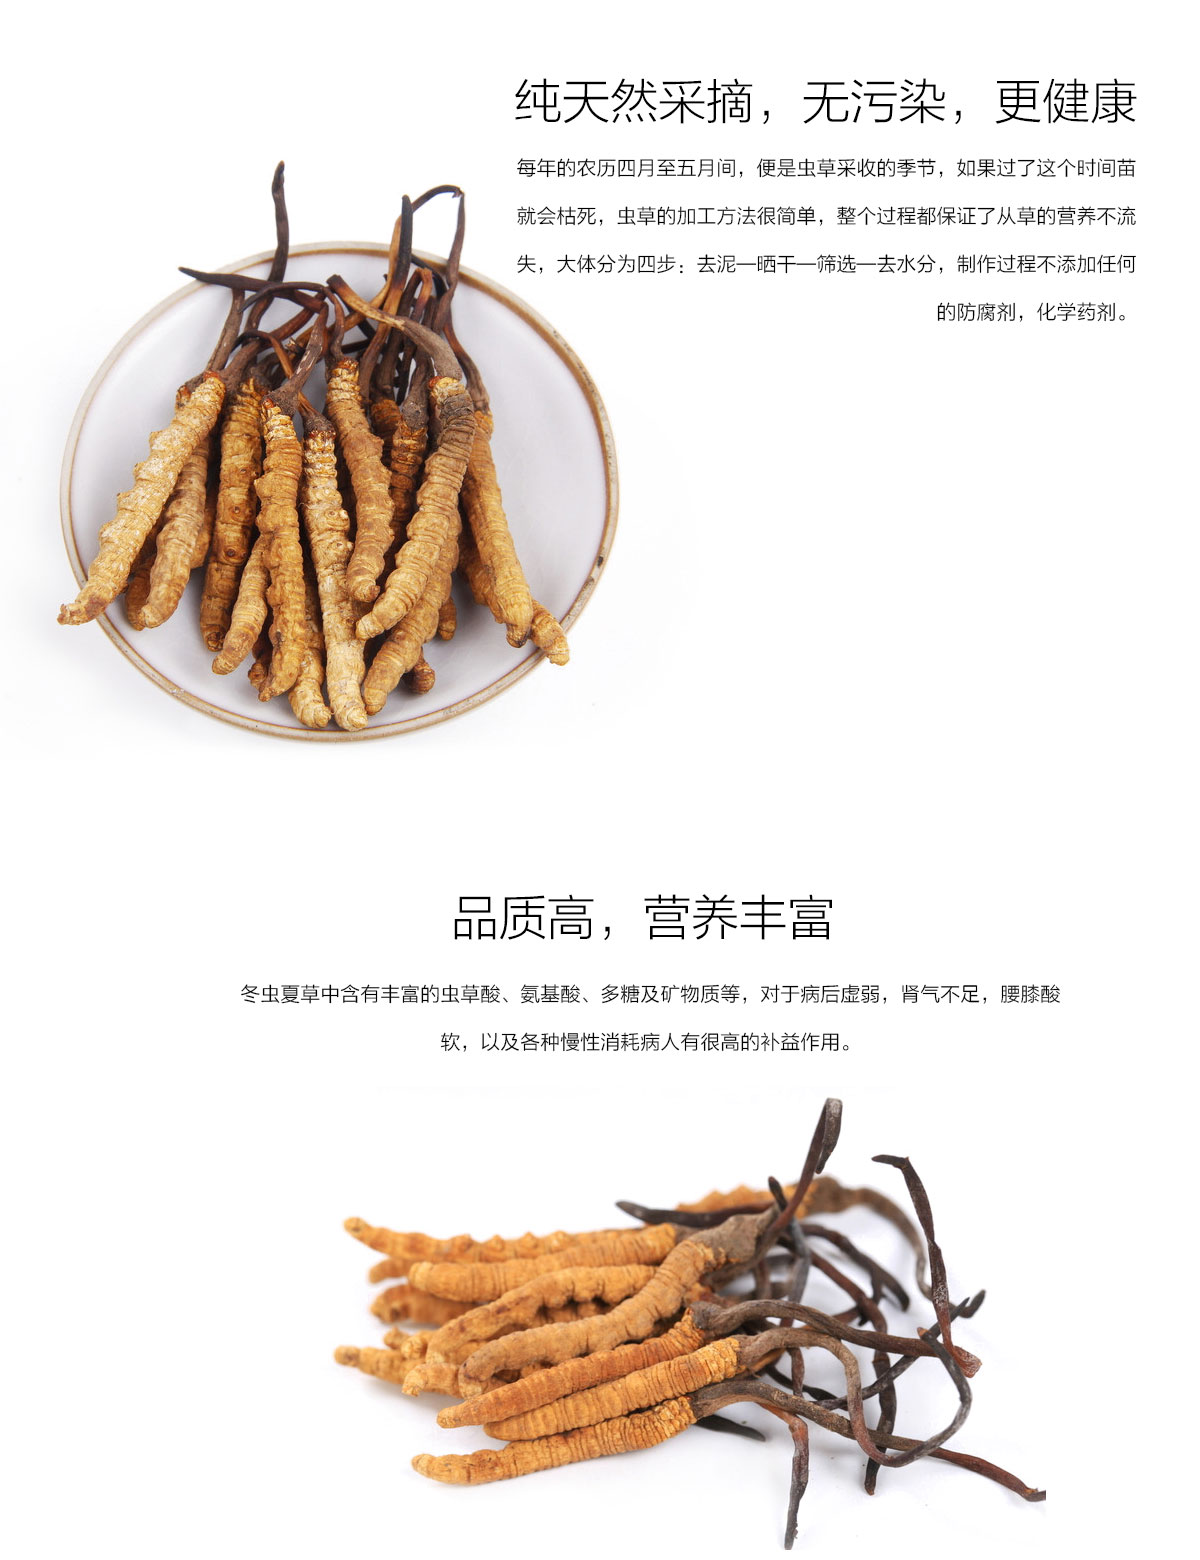 纯天然采摘，无污染，更健康
每年的农历四月至五月间，便是虫草采收的季节，如果过了这个时间苗
就会枯死，虫草的加工方法很简单，整个过程都保证了从草的营养不流
失，大体分为四步：去泥—晒干—筛选—去水分，制作过程不添加任何
的防腐剂，化学药剂。
品质高，营养丰富
冬虫夏草中含有丰富的虫草酸、氨基酸、多糖及矿物质等，对于病后虚弱，肾气不足，腰膝酸
软，以及各种慢性消耗病人有很高的补益作用。